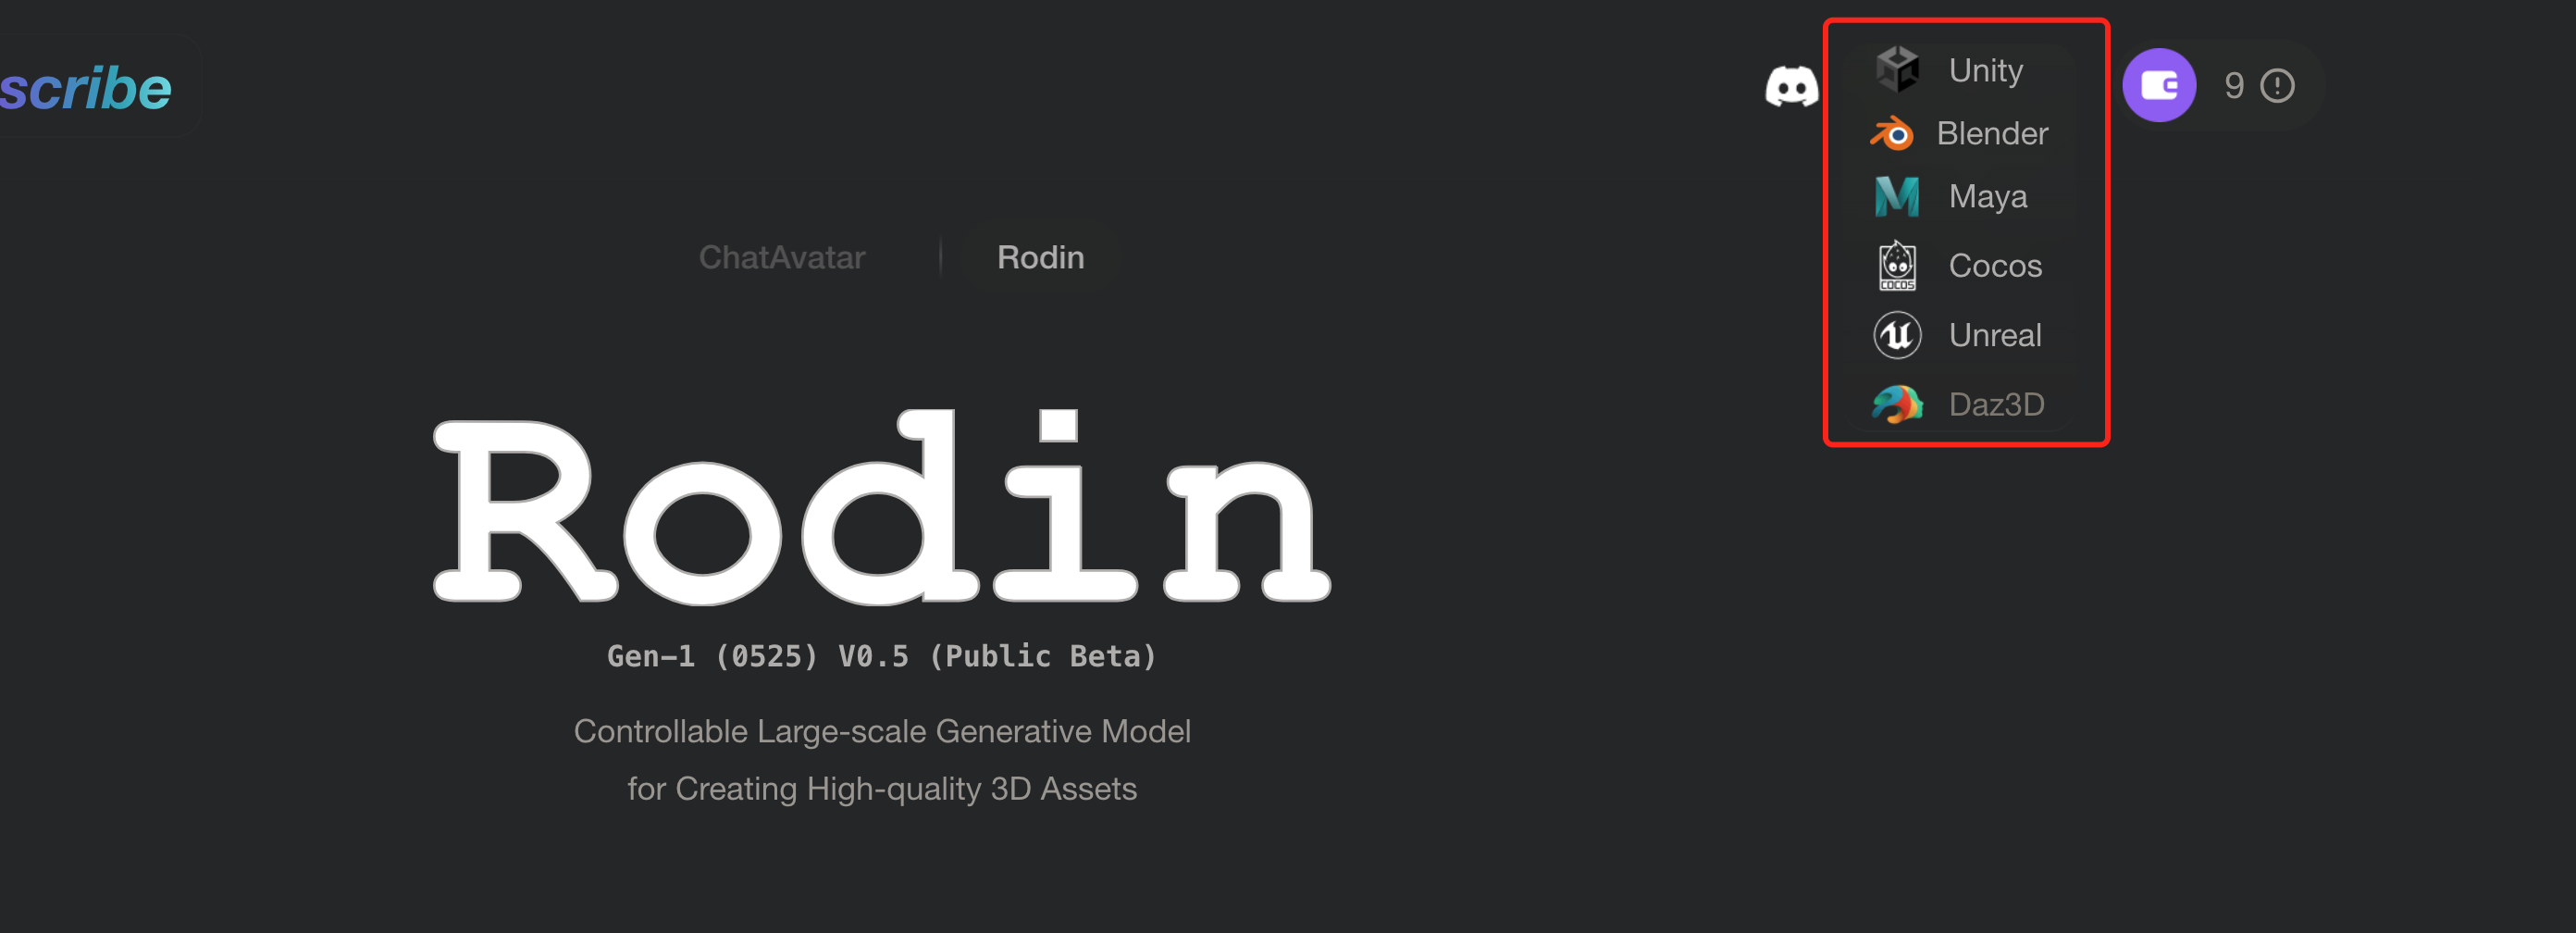 scribe
Unity
9
Blender
Maya
ChatAvatar
Rodin
Cocos
COCOS
Unreal
Daz3D
Rodin
Gen-1 (0525) V0.5 (Public Beta)
Controllable Large-scale Generative Model
for Creating High-quality 3D Assets